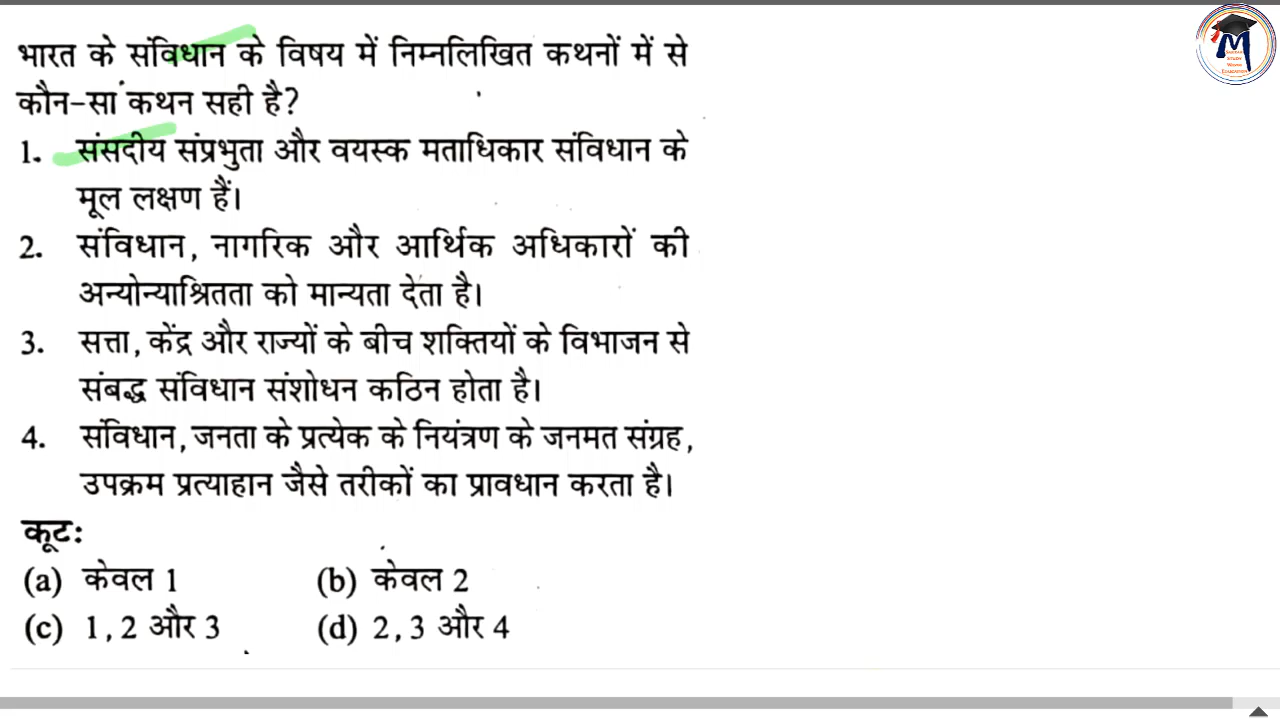 भारत के संविधान के विषय में निम्नलिखित कथनों में से
कौन-सा कथन सही है?
1. संसदीय संप्रभुता और वयस्क मताधिकार संविधान के
मूल लक्षण हैं।
2. संविधान, नागरिक और आर्थिक अधिकारों की
अन्योन्याश्रितता को मान्यता देता है।
3. सत्ता, केंद्र और राज्यों के बीच शक्तियों के विभाजन से
संबद्ध संविधान संशोधन कठिन होता है।
4. संविधान, जनता के प्रत्येक के नियंत्रण के जनमत संग्रह,
उपक्रम प्रत्याहान जैसे तरीकों का प्रावधान करता है।
कूट:
(a) केवल 1 (b) केवल 2
(c) 1, 2 और 3 (d) 2, 3 और 4